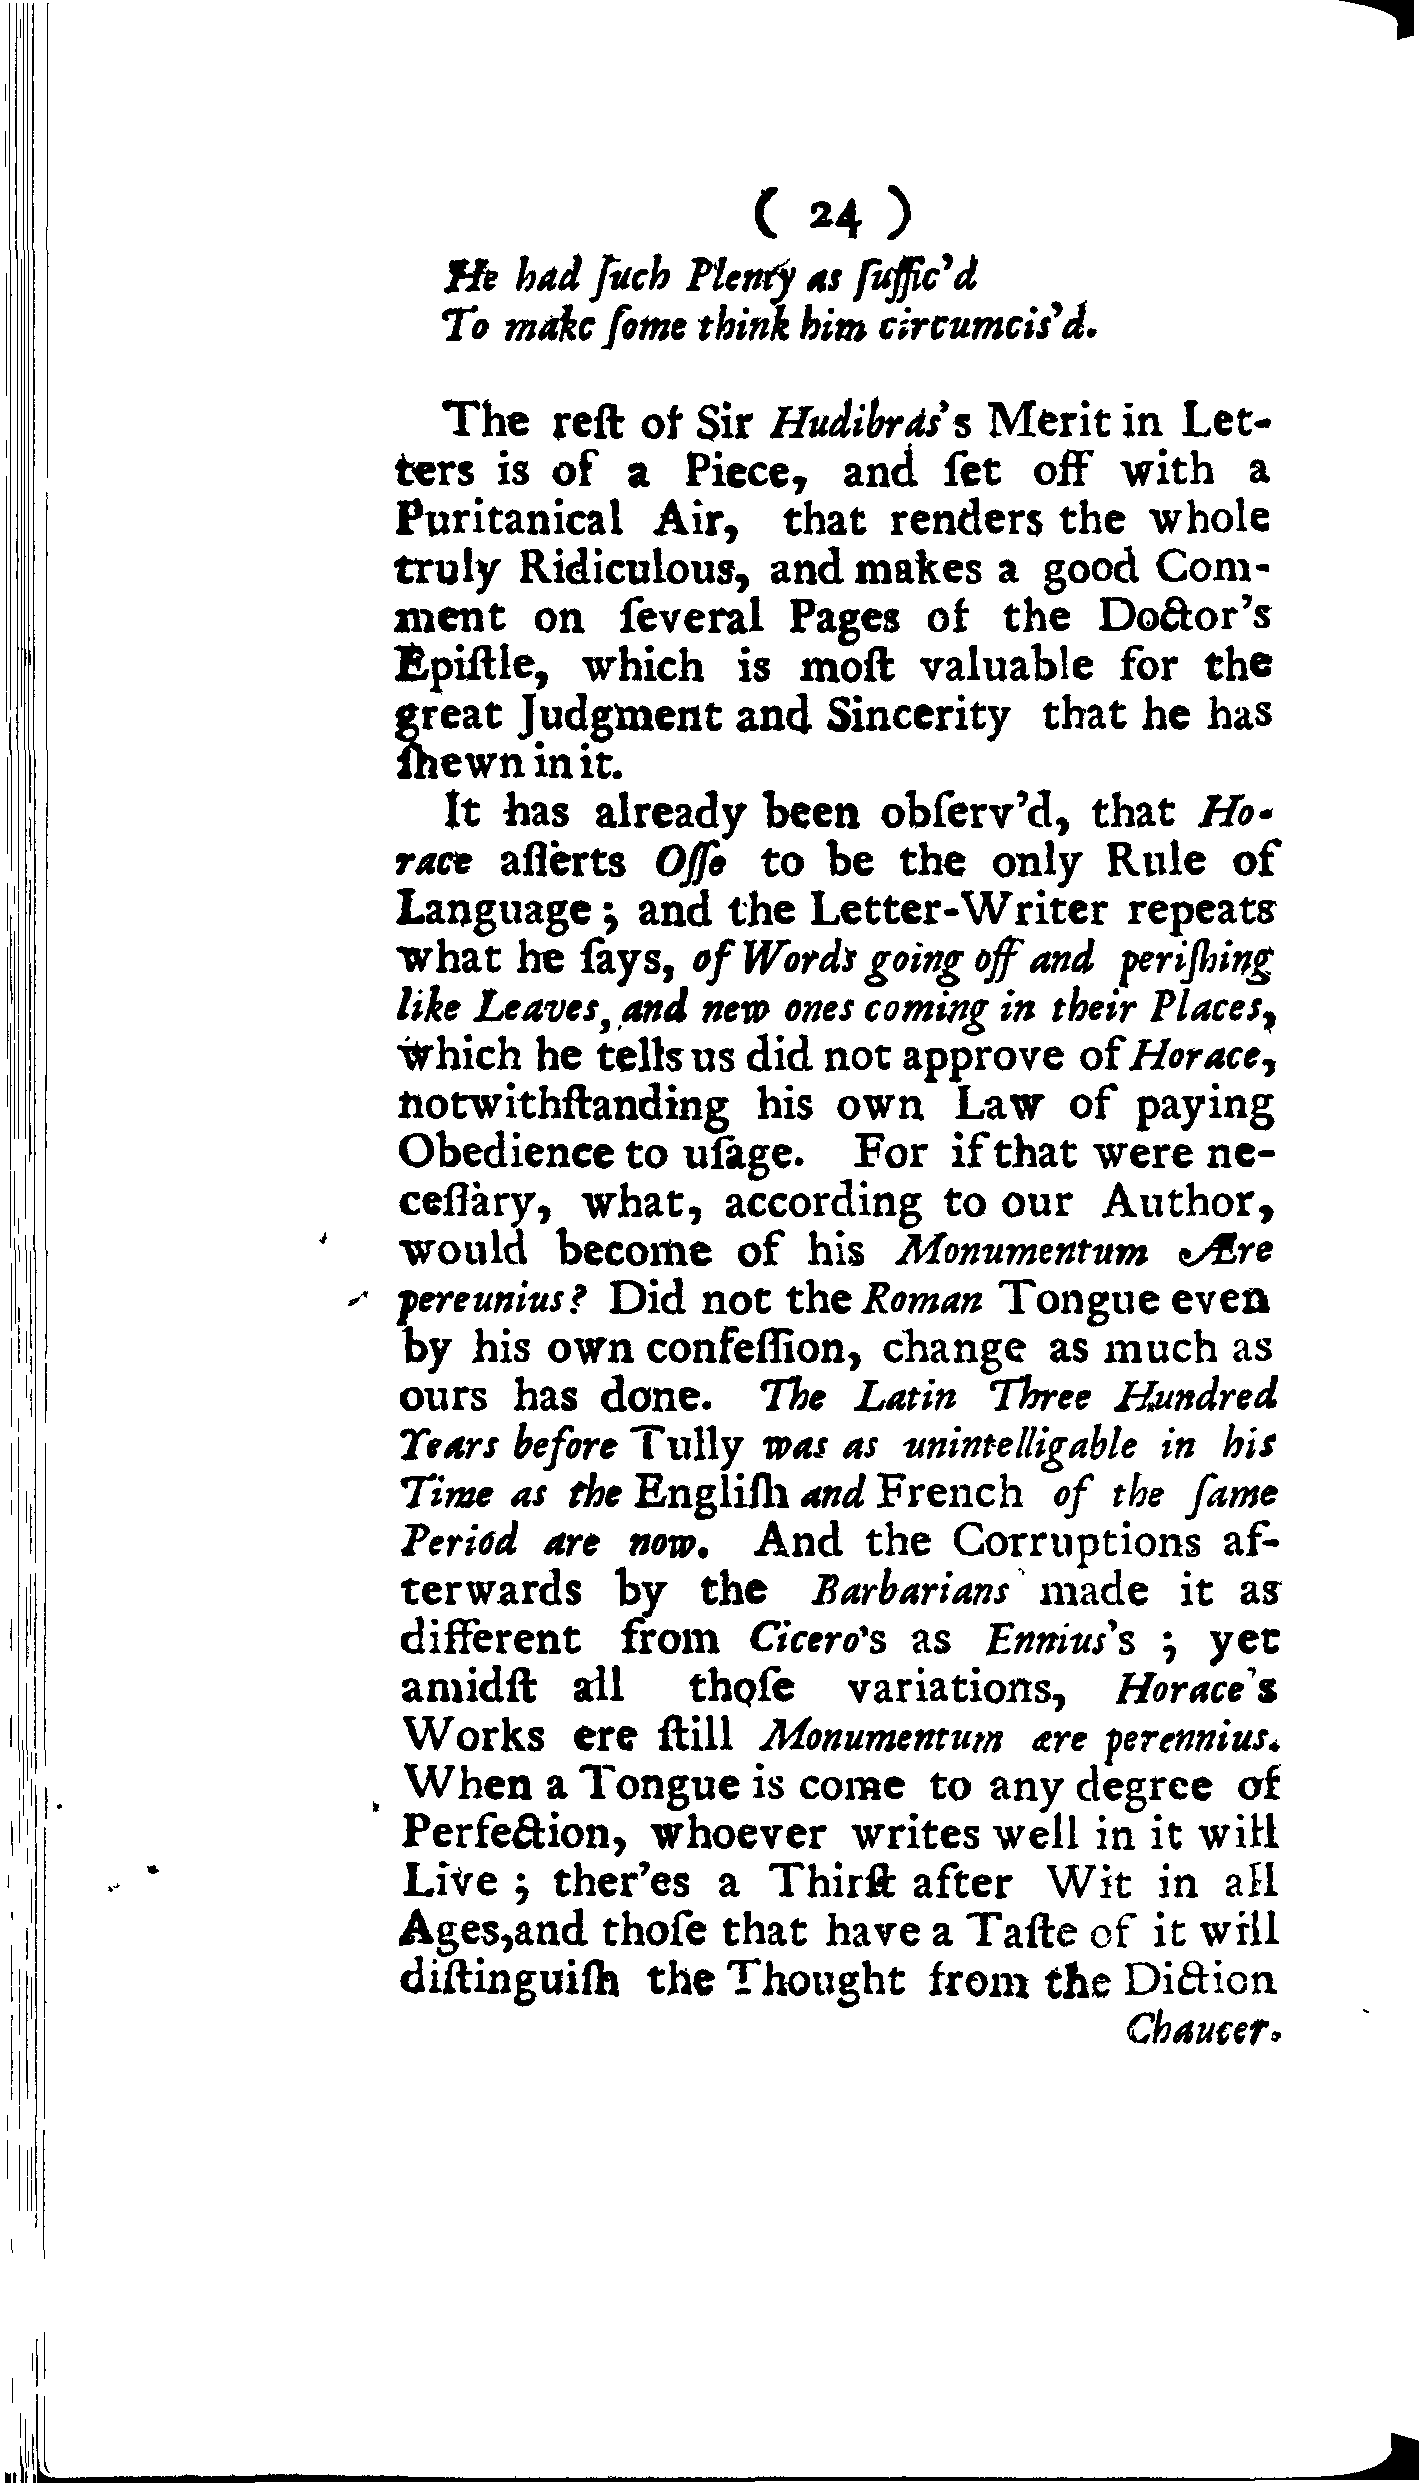 ( 24 )
He had ſuch Plenty as ſuffic'd
To make ſome think him circumcis'd.
The reſt of Sir Hudibras's Merit in Let-
ters is of a Piece, and ſet off with a
Puritanical Air, that renders the whole
truly Ridiculous, and makes a good Com-
ment on ſeveral Pages of the Doctor's
Epiſtle, which is moſt valuable for the
great Judgment and Sincerity that he has
ſhewn in it.
It has already been obſerv'd, that Ho-
race aſſerts Oſſe to be the only Rule of
Language; and the Letter-Writer repeats
what he ſays, of Words going off and periſhing
like Leaves, and new ones coming in their Places,
which he tells us did not approve of Horace,
notwithſtanding his own Law of paying
Obedience to uſage. For if that were ne-
ceſſary, what, according to our Author,
would become of his Monumentum Ære
pereunius? Did not the Roman Tongue even
by his own confeſſion, change as much as
ours has done. The Latin Three Hundred
Years before Tully was as unintelligable in his
Time as the Engliſh and French of the ſame
Period are now. And the Corruptions af-
terwards by the Barbarians made it as
different from Cicero's as Ennius's ; yet
amidſt all thoſe variations, Horace's
Works ere ſtill Monumentum ære perennius.
When a Tongue is come to any degree of
Perfection, whoever writes well in it will
Live ; ther'es a Thirſt after Wit in all
Ages,and thoſe that have a Taſte of it will
diſtinguiſh the Thought from the Diction
Chaucer.